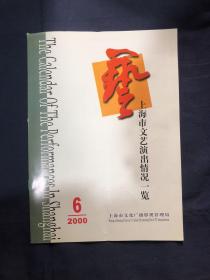 The Calendar Of The Performances In Shanghai
藝
上海市文艺演出情况一览
6
2000
上海市文化广播影视管理局